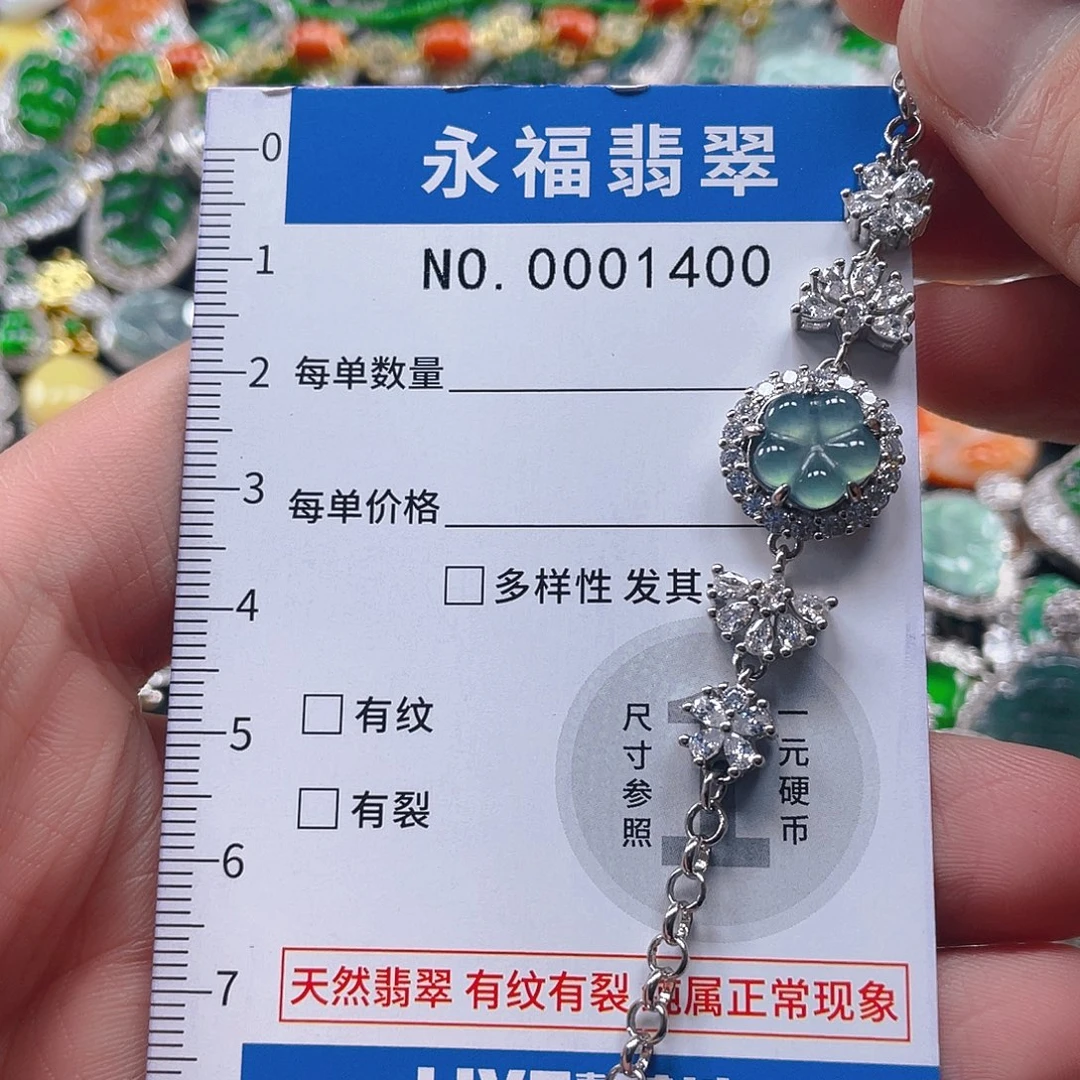 永福翡翠
0
NO. 0001400
1
2 每单数量
3 每单价格
多样性 发其
4
5 有纹
尺寸参照
一元硬币
1
有裂
6
7 天然翡翠 有纹有裂 属正常现象